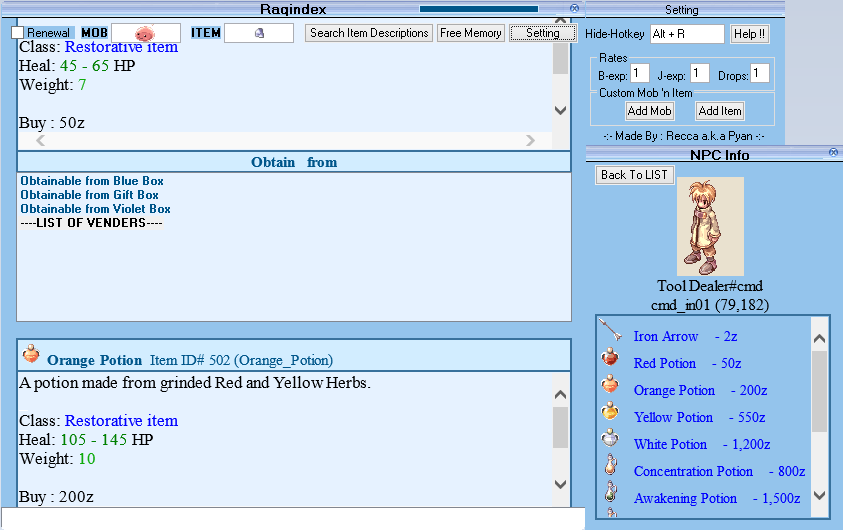 Raqindex
Renewal MOB ITEM Search Item Descriptions Free Memory Setting
Class: Restorative item
Heal: 45 - 65 HP
Weight: 7
Buy : 50z
Obtain from
Obtainable from Blue Box
Obtainable from Gift Box
Obtainable from Violet Box
----LIST OF VENDERS----
Orange Potion Item ID# 502 (Orange_Potion)
A potion made from grinded Red and Yellow Herbs.
Class: Restorative item
Heal: 105 - 145 HP
Weight: 10
Buy : 200z
Setting
Hide-Hotkey Alt + R Help !!
Rates
B-exp: 1 J-exp: 1 Drops: 1
Custom Mob 'n Item
Add Mob Add Item
-:- Made By : Recca a.k.a Pyan -:-
NPC Info
Back To LIST
Tool Dealer#cmd
cmd_in01 (79,182)
Iron Arrow - 2z
Red Potion - 50z
Orange Potion - 200z
Yellow Potion - 550z
White Potion - 1,200z
Concentration Potion - 800z
Awakening Potion - 1,500z